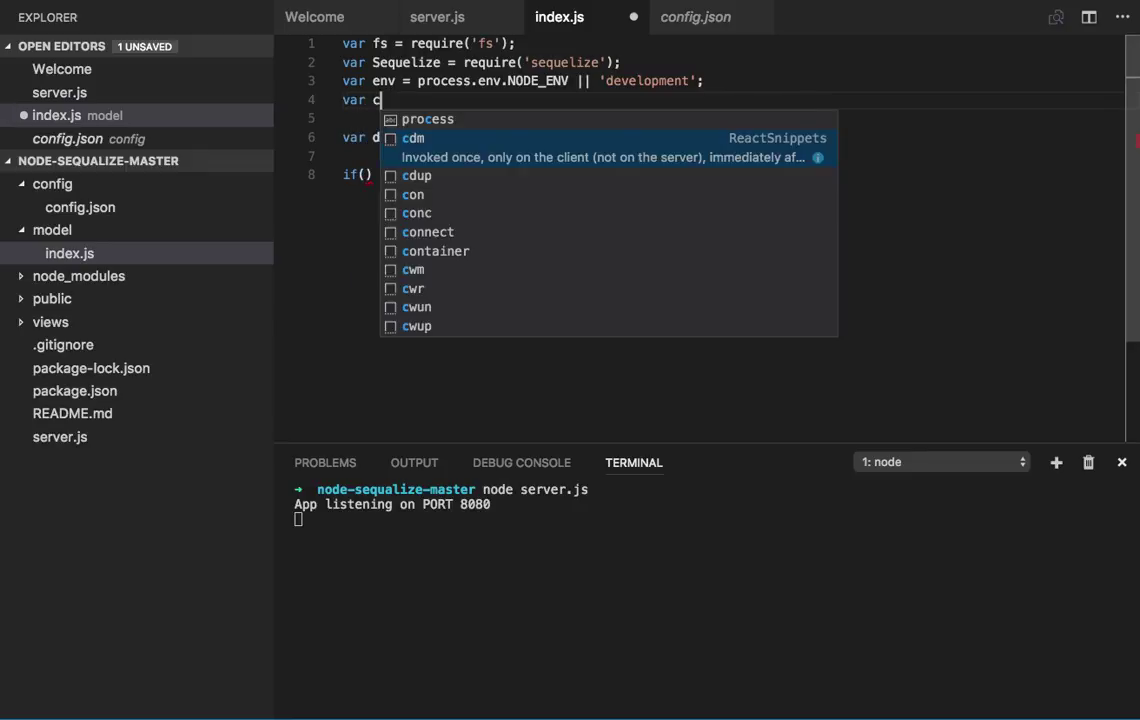 EXPLORER
OPEN EDITORS 1 UNSAVED
Welcome
server.js
index.js model
config.json config
NODE-SEQUALIZE-MASTER
config
config.json
model
index.js
node_modules
public
views
.gitignore
package-lock.json
package.json
README.md
server.js
Welcome server.js index.js config.json
1 var fs = require('fs');
2 var Sequelize = require('sequelize');
3 var env = process.env.NODE_ENV || 'development';
4 var c
5
6 var d
7
8 if()
process
cdm ReactSnippets
Invoked once, only on the client (not on the server), immediately af...
cdup
con
conc
connect
container
cwm
cwr
cwun
cwup
PROBLEMS OUTPUT DEBUG CONSOLE TERMINAL 1: node
→ node-sequalize-master node server.js
App listening on PORT 8080